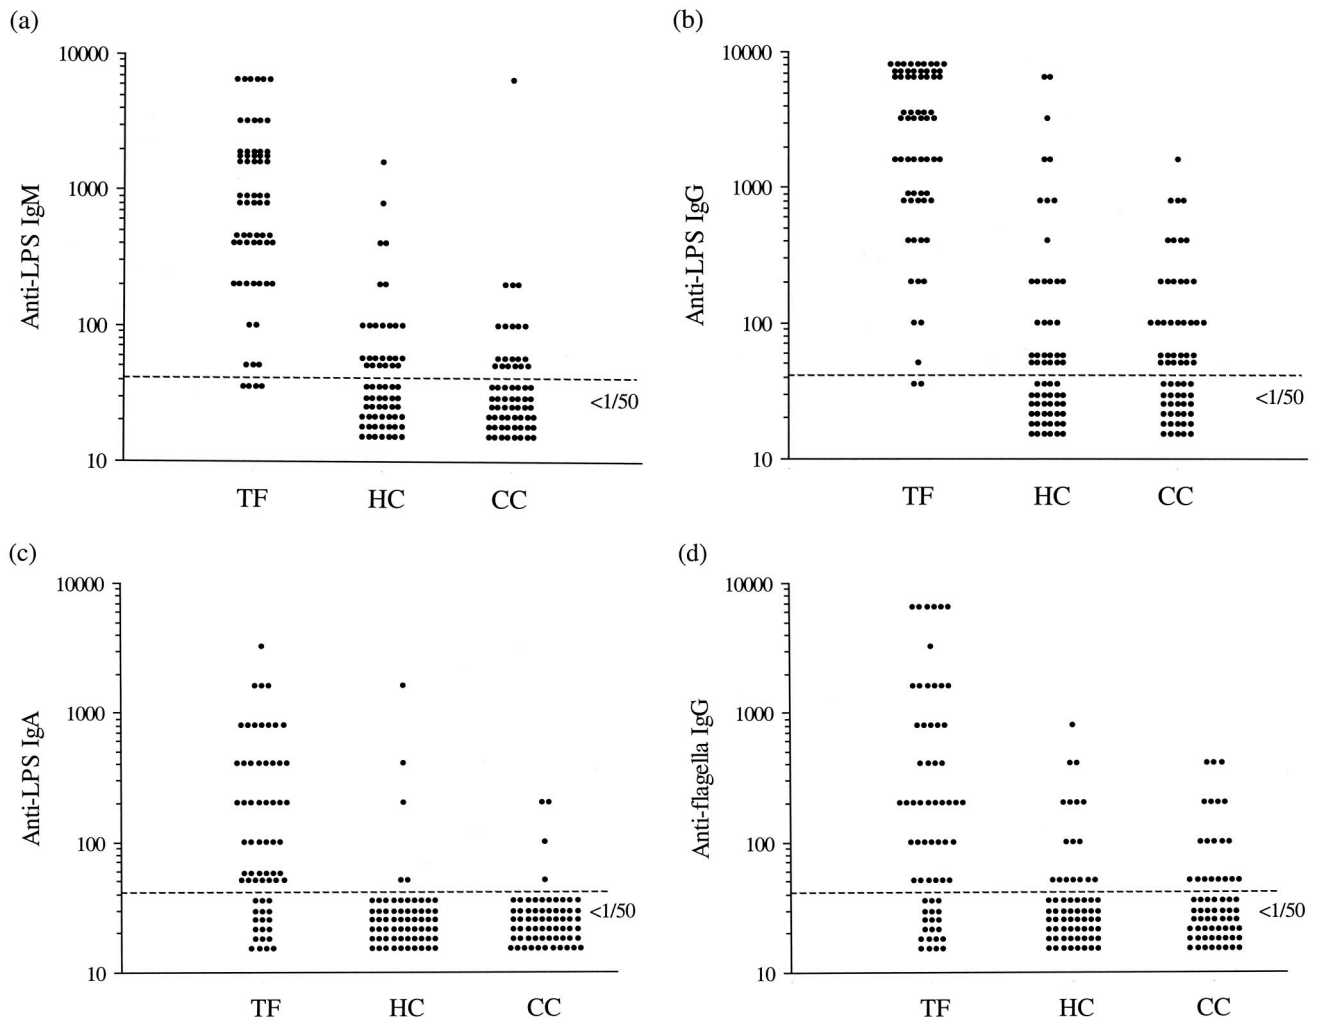 (a)
10000
1000
100
10
Anti-LPS IgM
<1/50
TF HC CC
(b)
10000
1000
100
10
Anti-LPS IgG
<1/50
TF HC CC
(c)
10000
1000
100
10
Anti-LPS IgA
<1/50
TF HC CC
(d)
10000
1000
100
10
Anti-flagella IgG
<1/50
TF HC CC